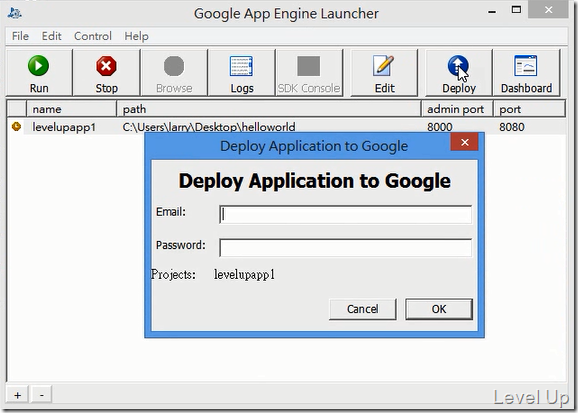 Google App Engine Launcher
File Edit Control Help
Run Stop Browse Logs SDK Console Edit Deploy Dashboard
name path admin port port
levelupapp1 C:\Users\larry\Desktop\helloworld 8000 8080
Deploy Application to Google
Deploy Application to Google
Email:
Password:
Projects: levelupapp1
Cancel OK
+ -
Level Up